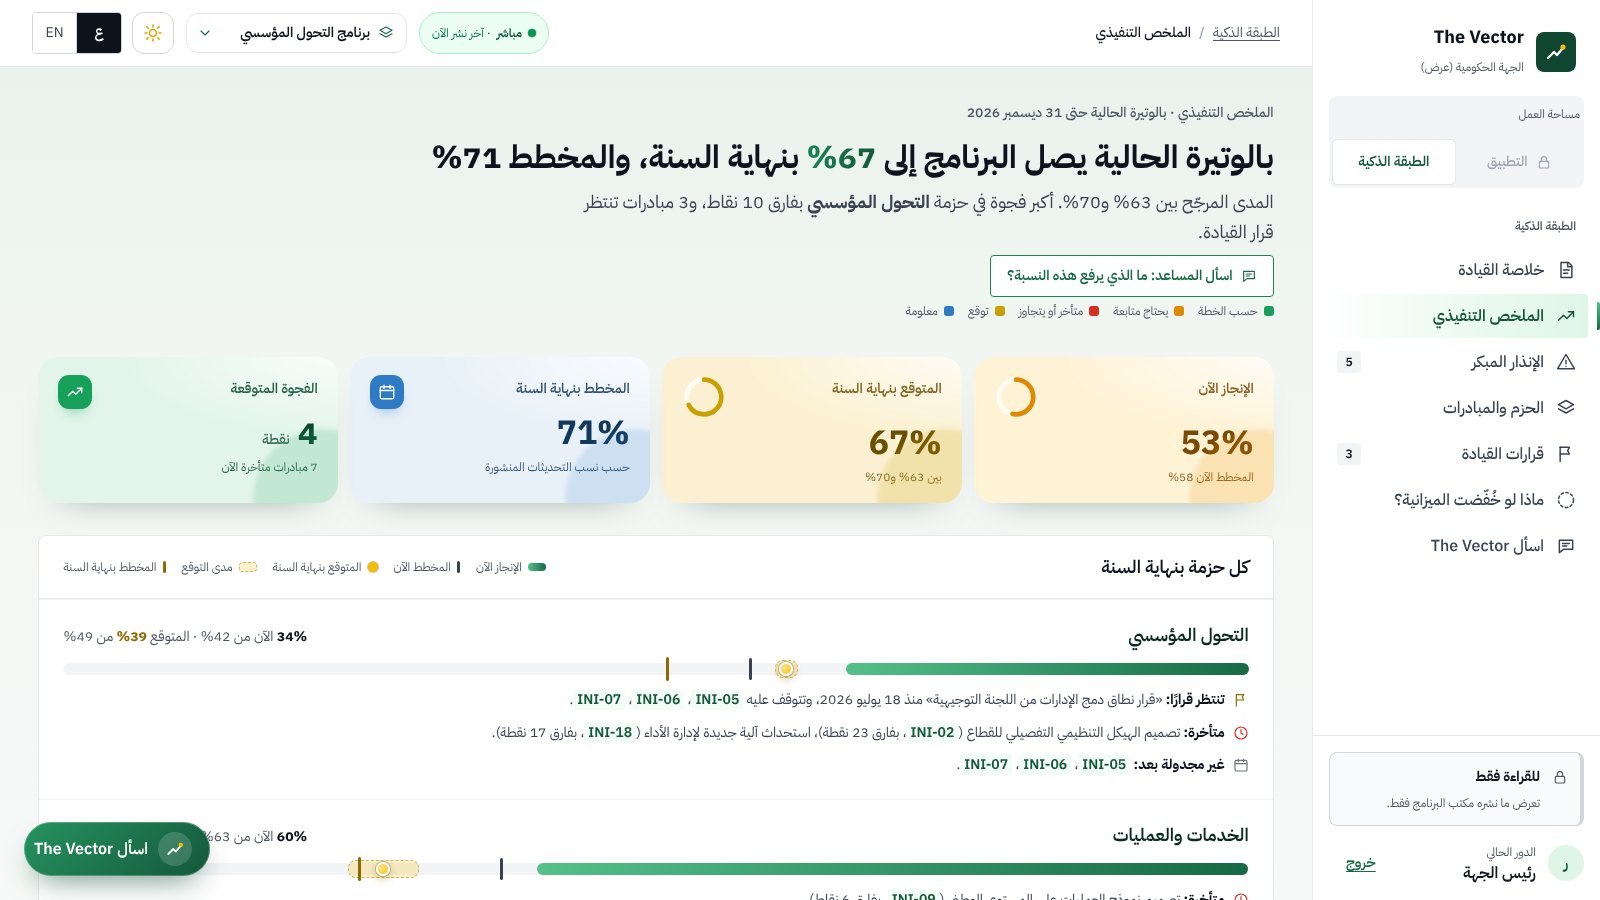 The Vector
الجهة الحكومية (عرض)
مساحة العمل
التطبيق
الطبقة الذكية
الطبقة الذكية
خلاصة القيادة
الملخص التنفيذي
الإنذار المبكر
5
الحزم والمبادرات
قرارات القيادة
3
ماذا لو خُفّضت الميزانية؟
اسأل The Vector
للقراءة فقط
تعرض ما نشره مكتب البرنامج فقط.
ر
الدور الحالي
رئيس الجهة
خروج
الطبقة الذكية / الملخص التنفيذي
مباشر · آخر نشر الآن
برنامج التحول المؤسسي
ع
EN
الملخص التنفيذي · بالوتيرة الحالية حتى 31 ديسمبر 2026
بالوتيرة الحالية يصل البرنامج إلى 67% بنهاية السنة، والمخطط 71%
المدى المرجّح بين 63% و70%. أكبر فجوة في حزمة التحول المؤسسي بفارق 10 نقاط، و3 مبادرات تنتظر
قرار القيادة.
اسأل المساعد: ما الذي يرفع هذه النسبة؟
حسب الخطة
يحتاج متابعة
متأخر أو يتجاوز
توقع
معلومة
الإنجاز الآن
53%
المخطط الآن 58%
المتوقع بنهاية السنة
67%
بين 63% و70%
المخطط بنهاية السنة
71%
حسب نسب التحديثات المنشورة
الفجوة المتوقعة
4 نقطة
7 مبادرات متأخرة الآن
كل حزمة بنهاية السنة
الإنجاز الآن
المخطط الآن
المتوقع بنهاية السنة
مدى التوقع
المخطط بنهاية السنة
التحول المؤسسي
34% الآن من 42% · المتوقع 39% من 49%
تنتظر قرارًا: «قرار نطاق دمج الإدارات من اللجنة التوجيهية» منذ 18 يوليو 2026، وتتوقف عليه INI-05 ، INI-06 ، INI-07 .
متأخرة: تصميم الهيكل التنظيمي التفصيلي للقطاع ( INI-02 ، بفارق 23 نقطة)، استحداث آلية جديدة لإدارة الأداء ( INI-18 ، بفارق 17 نقطة).
غير مجدولة بعد: INI-05 ، INI-06 ، INI-07 .
الخدمات والعمليات
60% الآن من 63%
اسأل The Vector